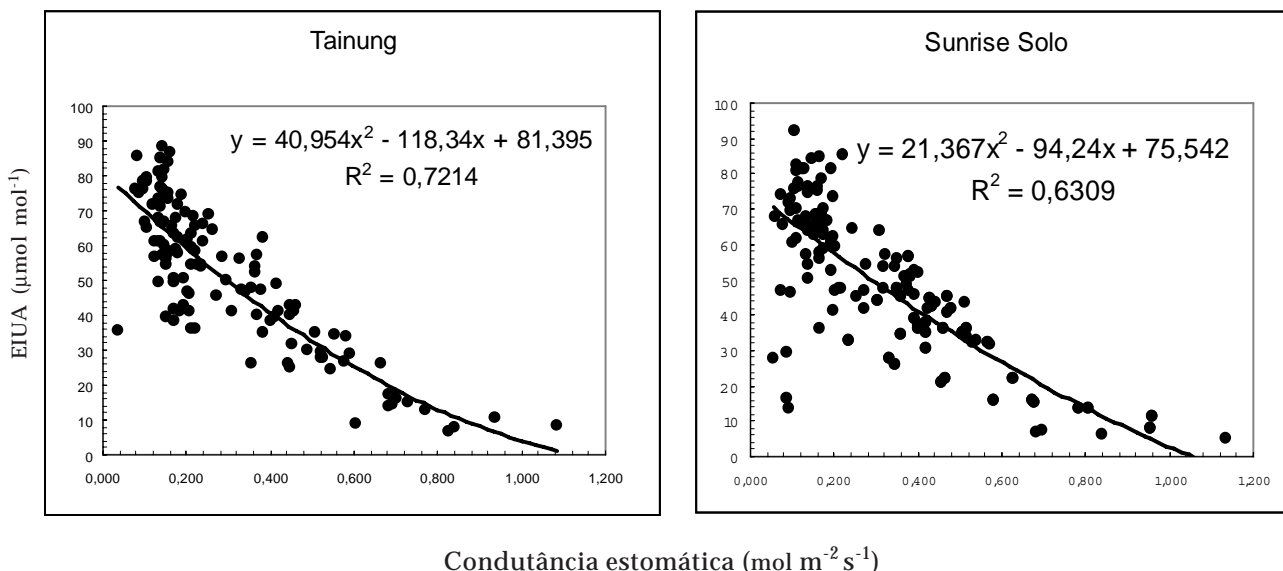 Tainung
y = 40,954x² - 118,34x + 81,395
R² = 0,7214
100
90
80
70
60
50
40
30
20
10
0
0,000 0,200 0,400 0,600 0,800 1,000 1,200
EIUA (µmol mol⁻¹)
Sunrise Solo
y = 21,367x² - 94,24x + 75,542
R² = 0,6309
100
90
80
70
60
50
40
30
20
10
0
0,000 0,200 0,400 0,600 0,800 1,000 1,200
Condutância estomática (mol m⁻² s⁻¹)